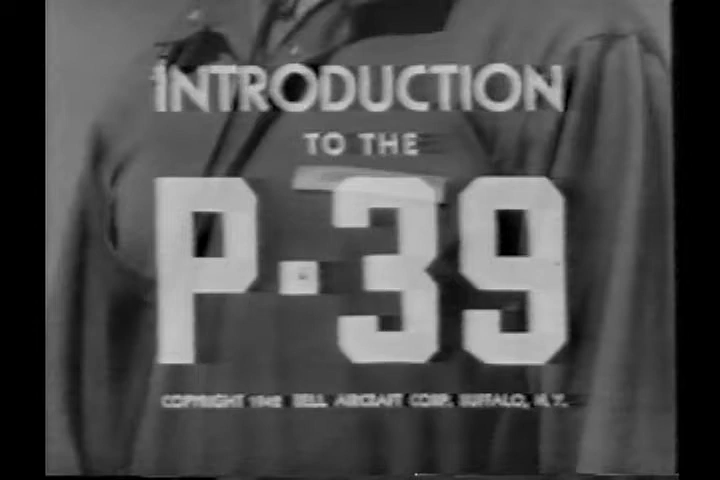 INTRODUCTION
TO THE
P-39
COPYRIGHT 1942 BELL AIRCRAFT CORP. BUFFALO, N.Y.